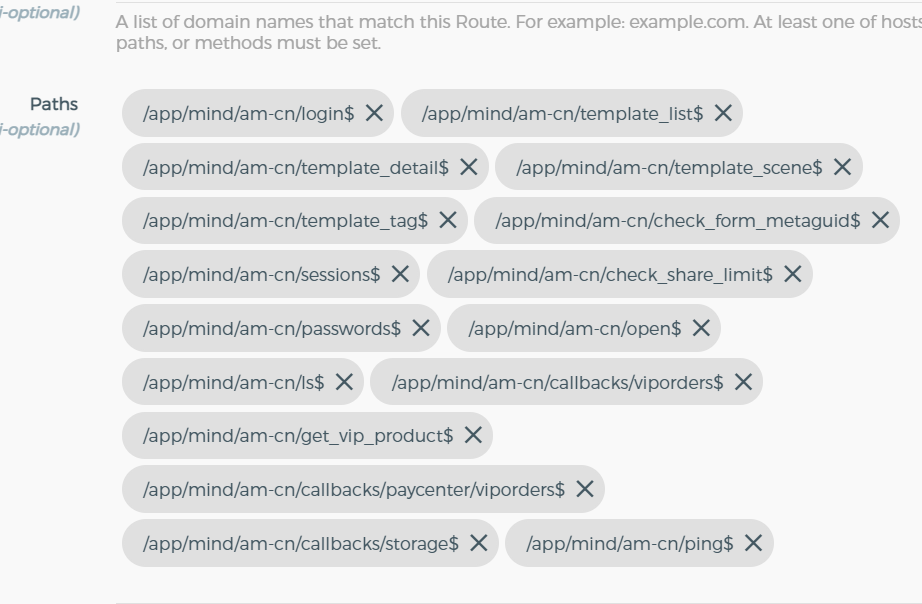 i-optional)
A list of domain names that match this Route. For example: example.com. At least one of hosts
paths, or methods must be set.
Paths
i-optional)
/app/mind/am-cn/login$ × /app/mind/am-cn/template_list$ ×
/app/mind/am-cn/template_detail$ × /app/mind/am-cn/template_scene$ ×
/app/mind/am-cn/template_tag$ × /app/mind/am-cn/check_form_metaguid$ ×
/app/mind/am-cn/sessions$ × /app/mind/am-cn/check_share_limit$ ×
/app/mind/am-cn/passwords$ × /app/mind/am-cn/open$ ×
/app/mind/am-cn/ls$ × /app/mind/am-cn/callbacks/viporders$ ×
/app/mind/am-cn/get_vip_product$ ×
/app/mind/am-cn/callbacks/paycenter/viporders$ ×
/app/mind/am-cn/callbacks/storage$ × /app/mind/am-cn/ping$ ×